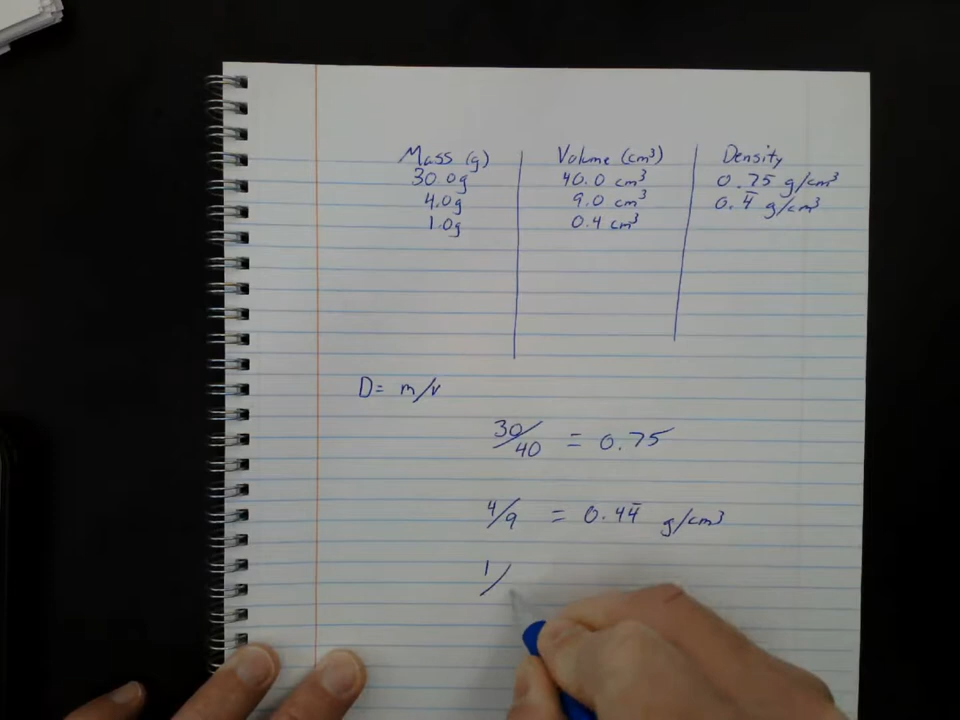 Mass (g) Volume (cm³) Density
30.0g 40.0 cm³ 0.75 g/cm³
4.0g 9.0 cm³ 0.4̅ g/cm³
1.0g 0.4 cm³
D= m/v
30/40 = 0.75
4/9 = 0.44̅ g/cm³
1/